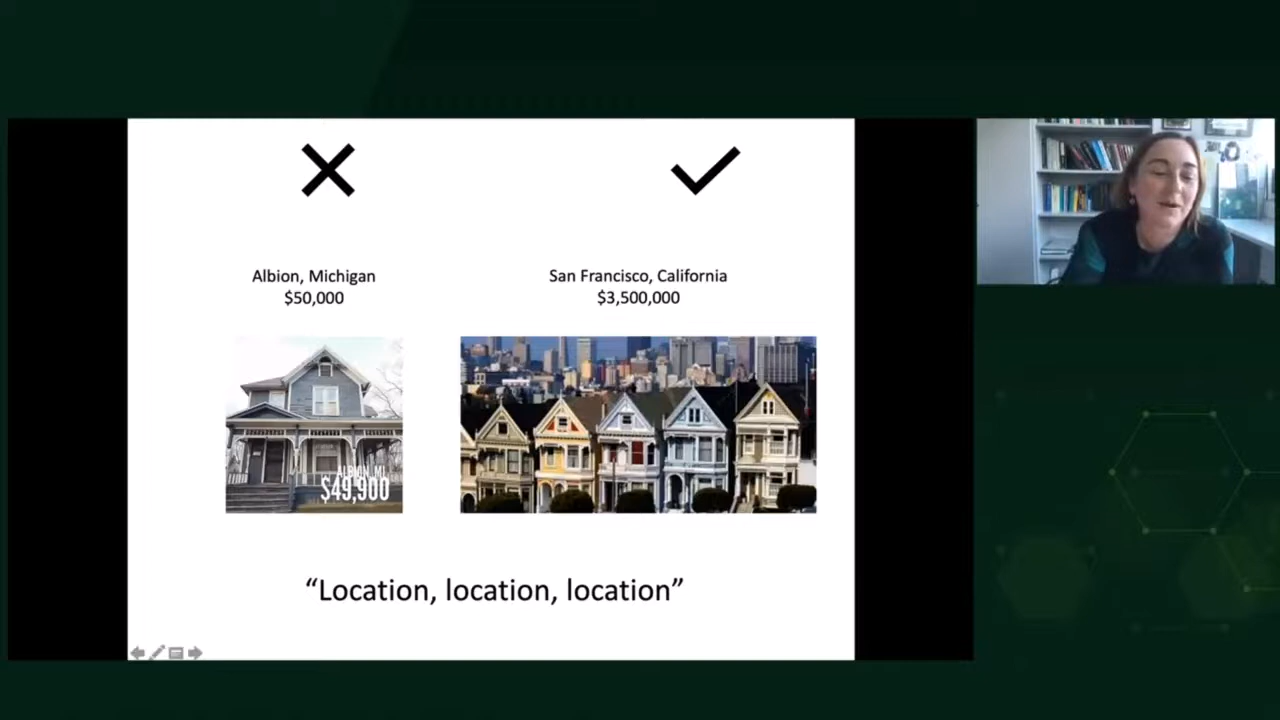 Albion, Michigan
$50,000
San Francisco, California
$3,500,000
ALBION, MI
$49,900
“Location, location, location”